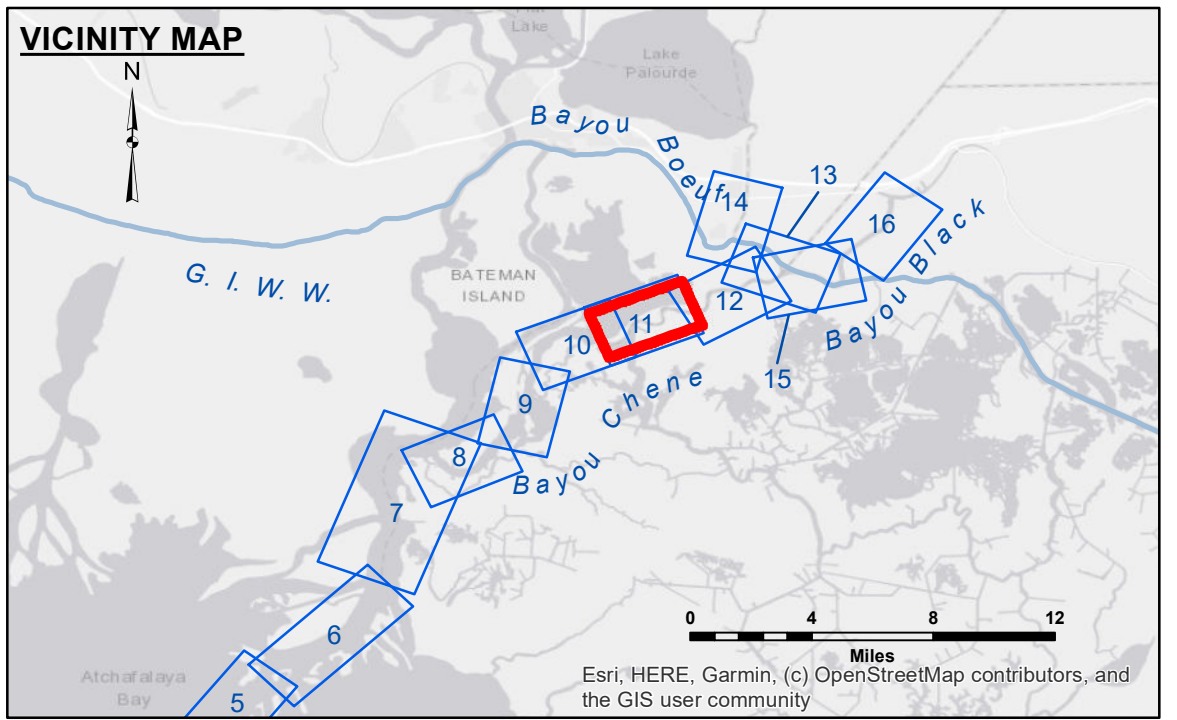 VICINITY MAP
N
Flat
Lake
Lake
Palourde
Bayou
Boeuf
13
14
16
G. I. W. W.
BATEMAN
ISLAND
12
11
10
Bayou Black
15
9
Bayou Chene
8
7
6
5
Atchafalaya
Bay
0 4 8 12
Miles
Esri, HERE, Garmin, (c) OpenStreetMap contributors, and
the GIS user community